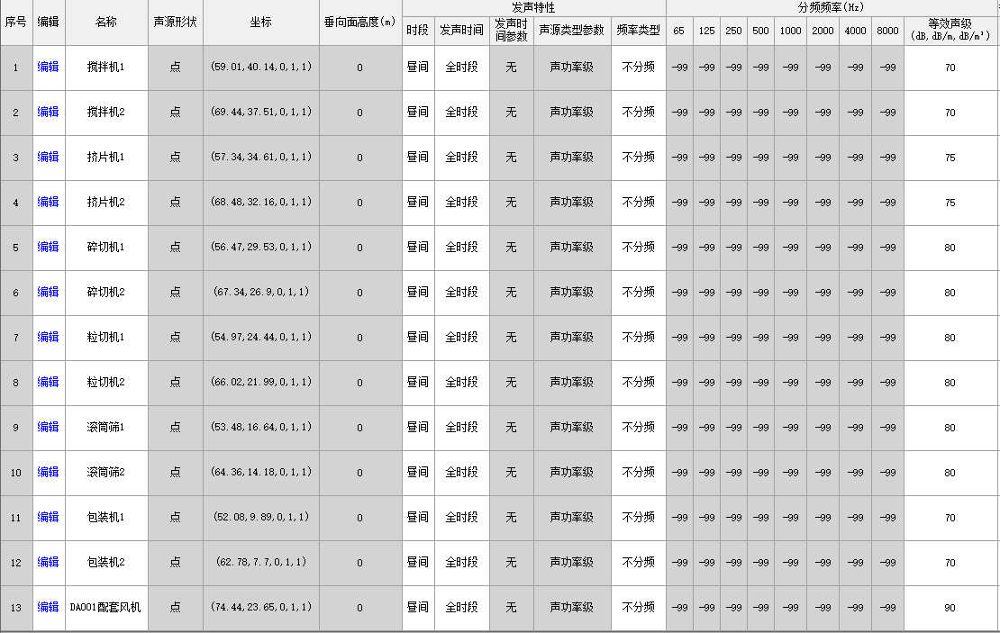 序号 编辑 名称 声源形状 坐标 垂向面高度(m) 发声特性 分频频率(Hz)
时段 发声时间 发声时间参数 声源类型参数 频率类型 65 125 250 500 1000 2000 4000 8000 等效声级(dB,dB/m,dB/m²)
1 编辑 搅拌机1 点 (59.01,40.14,0,1,1) 0 昼间 全时段 无 声功率级 不分频 -99 -99 -99 -99 -99 -99 -99 -99 70
2 编辑 搅拌机2 点 (69.44,37.51,0,1,1) 0 昼间 全时段 无 声功率级 不分频 -99 -99 -99 -99 -99 -99 -99 -99 70
3 编辑 挤片机1 点 (57.34,34.61,0,1,1) 0 昼间 全时段 无 声功率级 不分频 -99 -99 -99 -99 -99 -99 -99 -99 75
4 编辑 挤片机2 点 (68.48,32.16,0,1,1) 0 昼间 全时段 无 声功率级 不分频 -99 -99 -99 -99 -99 -99 -99 -99 75
5 编辑 碎切机1 点 (56.47,29.53,0,1,1) 0 昼间 全时段 无 声功率级 不分频 -99 -99 -99 -99 -99 -99 -99 -99 80
6 编辑 碎切机2 点 (67.34,26.9,0,1,1) 0 昼间 全时段 无 声功率级 不分频 -99 -99 -99 -99 -99 -99 -99 -99 80
7 编辑 粒切机1 点 (54.97,24.44,0,1,1) 0 昼间 全时段 无 声功率级 不分频 -99 -99 -99 -99 -99 -99 -99 -99 80
8 编辑 粒切机2 点 (66.02,21.99,0,1,1) 0 昼间 全时段 无 声功率级 不分频 -99 -99 -99 -99 -99 -99 -99 -99 80
9 编辑 滚筒筛1 点 (53.48,16.64,0,1,1) 0 昼间 全时段 无 声功率级 不分频 -99 -99 -99 -99 -99 -99 -99 -99 80
10 编辑 滚筒筛2 点 (64.36,14.18,0,1,1) 0 昼间 全时段 无 声功率级 不分频 -99 -99 -99 -99 -99 -99 -99 -99 80
11 编辑 包装机1 点 (52.08,9.89,0,1,1) 0 昼间 全时段 无 声功率级 不分频 -99 -99 -99 -99 -99 -99 -99 -99 70
12 编辑 包装机2 点 (62.78,7.7,0,1,1) 0 昼间 全时段 无 声功率级 不分频 -99 -99 -99 -99 -99 -99 -99 -99 70
13 编辑 DA001配套风机 点 (74.44,23.65,0,1,1) 0 昼间 全时段 无 声功率级 不分频 -99 -99 -99 -99 -99 -99 -99 -99 90